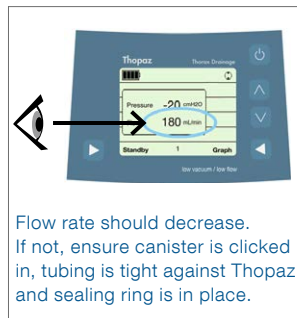 Thopaz Thorax Drainage
Pressure -20 cmH2O
180 mL/min
Standby 1 Graph
low vacuum / low flow
Flow rate should decrease.
If not, ensure canister is clicked
in, tubing is tight against Thopaz
and sealing ring is in place.